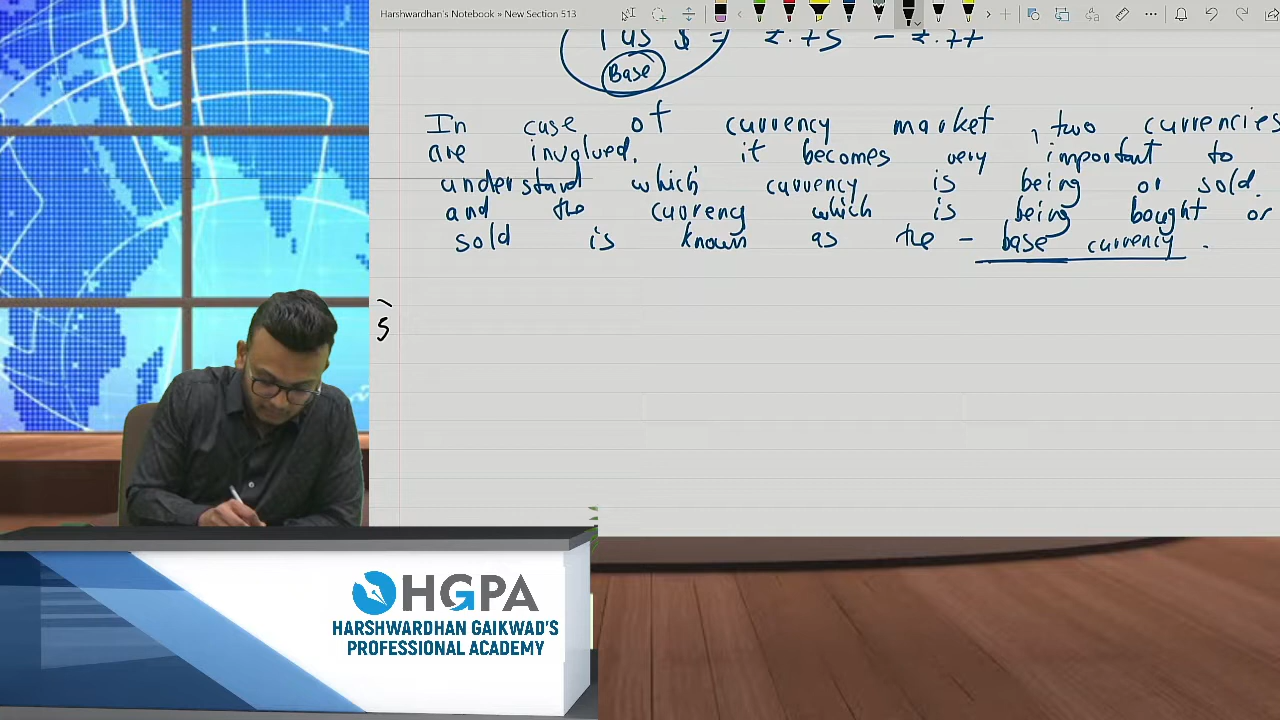 Harshwardhan's Notebook » New Section 513
1 US $ = ₹.75 - ₹.77
Base
In case of currency market, two currencies
are involved. it becomes very important to
understand which currency is being or sold.
and the currency which is being bought or
sold is known as the - base currency.
5
HGPA
HARSHWARDHAN GAIKWAD'S
PROFESSIONAL ACADEMY